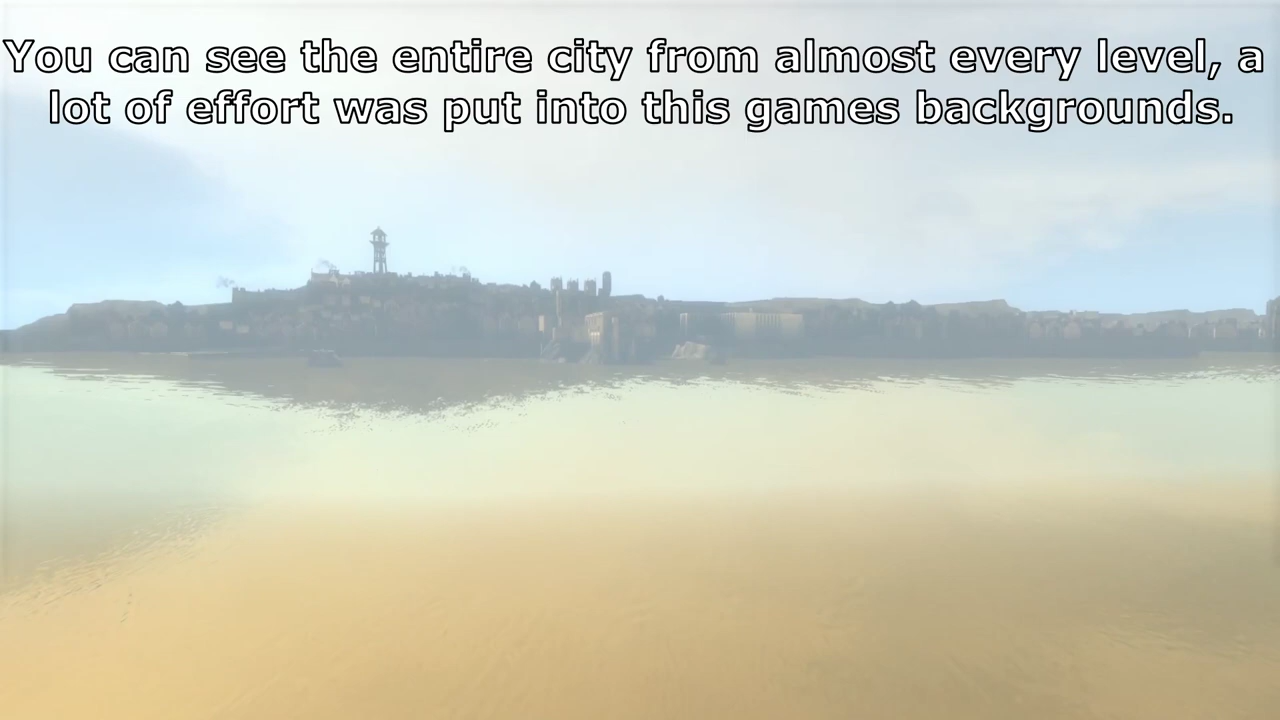 You can see the entire city from almost every level, a
lot of effort was put into this games backgrounds.